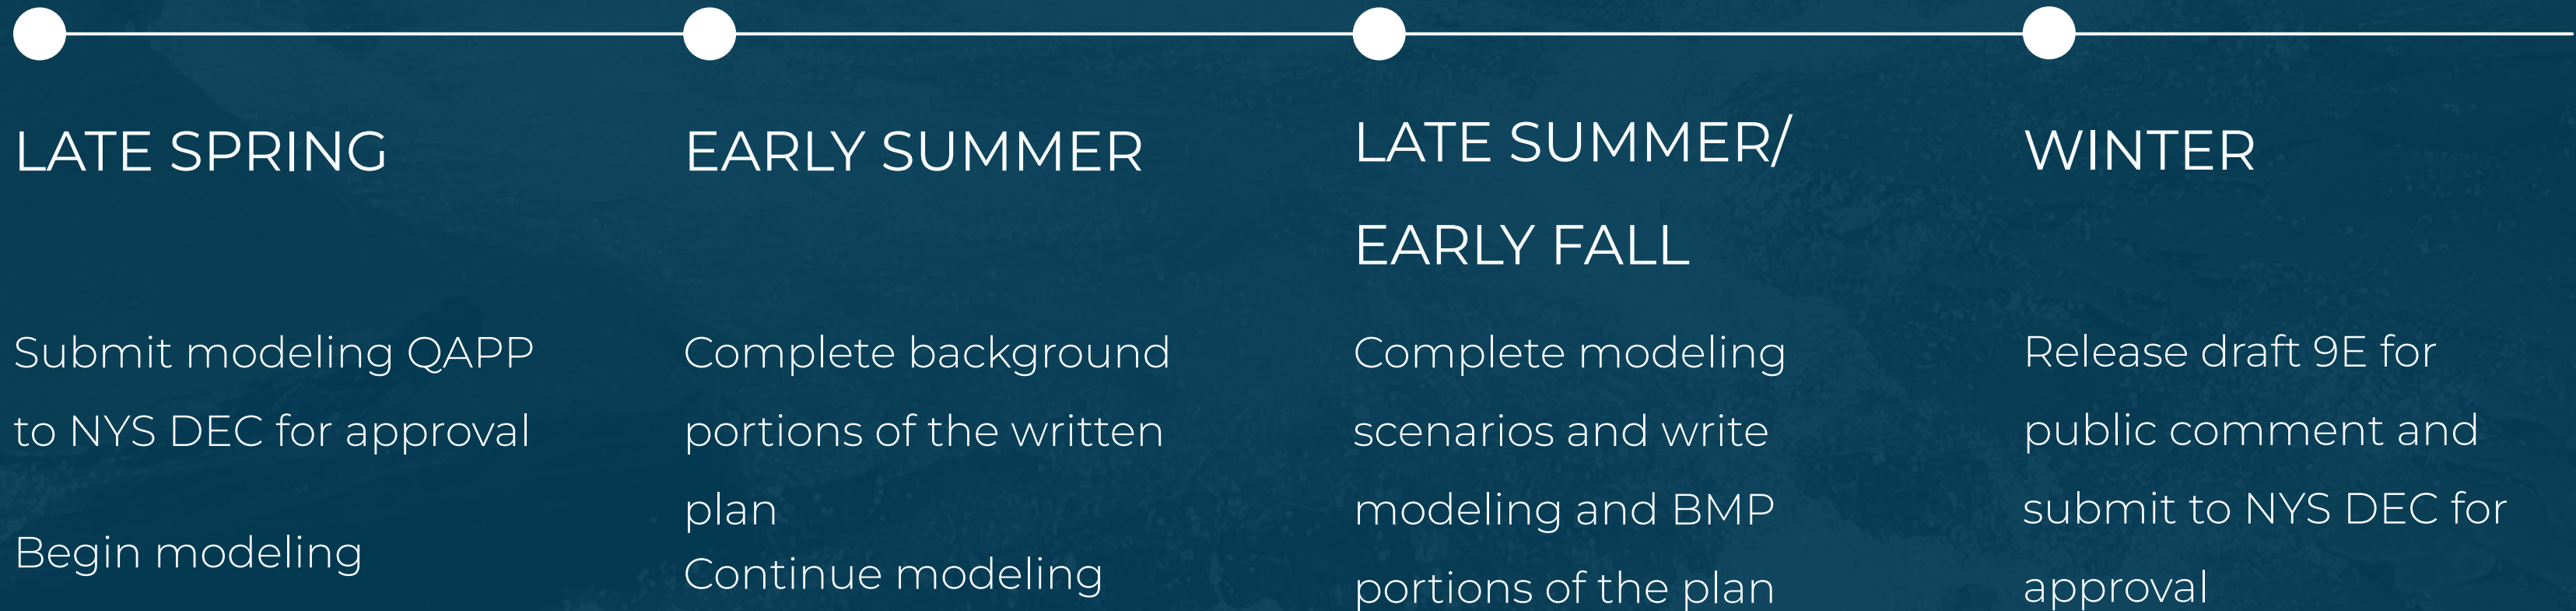 LATE SPRING
Submit modeling QAPP
to NYS DEC for approval
Begin modeling
EARLY SUMMER
Complete background
portions of the written
plan
Continue modeling
LATE SUMMER/
EARLY FALL
Complete modeling
scenarios and write
modeling and BMP
portions of the plan
WINTER
Release draft 9E for
public comment and
submit to NYS DEC for
approval